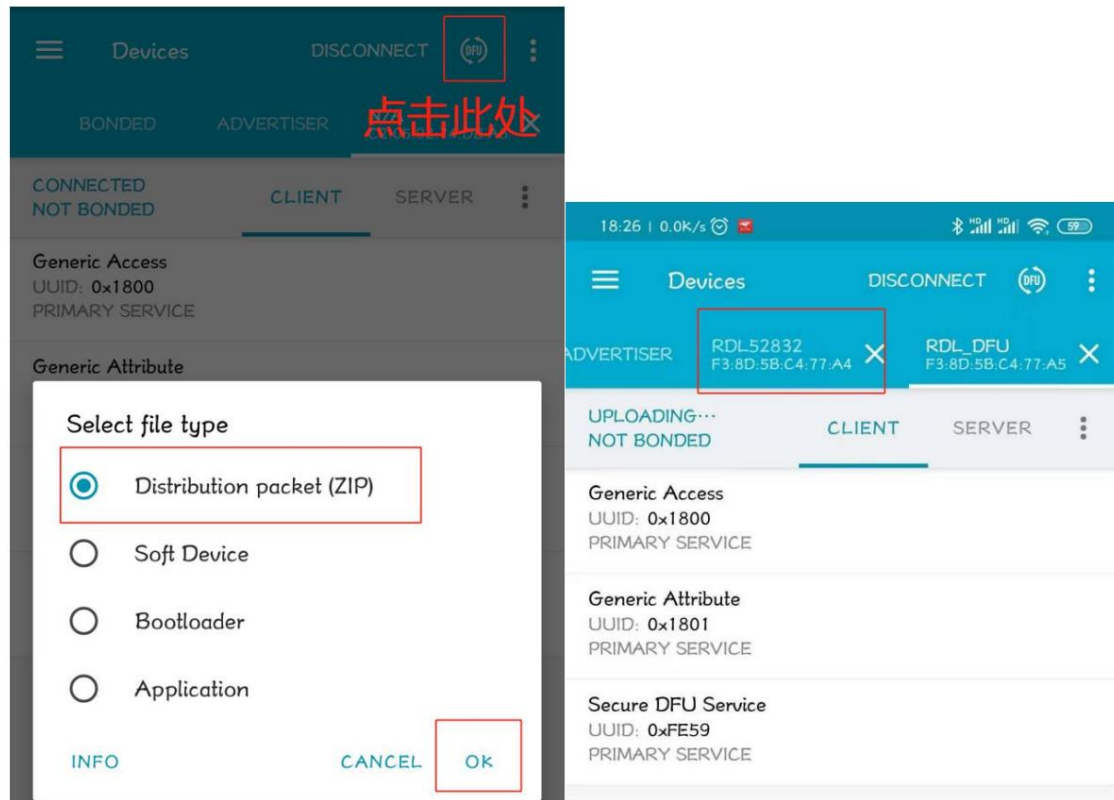 Devices
DISCONNECT
DFU
点击此处
BONDED
ADVERTISER
CONNECTED
NOT BONDED
CLIENT
SERVER
Generic Access
UUID: 0x1800
PRIMARY SERVICE
Generic Attribute
Select file type
Distribution packet (ZIP)
Soft Device
Bootloader
Application
INFO
CANCEL
OK
18:26 | 0.0K/s
HD
HD
59
Devices
DISCONNECT
DFU
ADVERTISER
RDL52832
F3:8D:5B:C4:77:A4
RDL_DFU
F3:8D:5B:C4:77:A5
UPLOADING···
NOT BONDED
CLIENT
SERVER
Generic Access
UUID: 0x1800
PRIMARY SERVICE
Generic Attribute
UUID: 0x1801
PRIMARY SERVICE
Secure DFU Service
UUID: 0xFE59
PRIMARY SERVICE